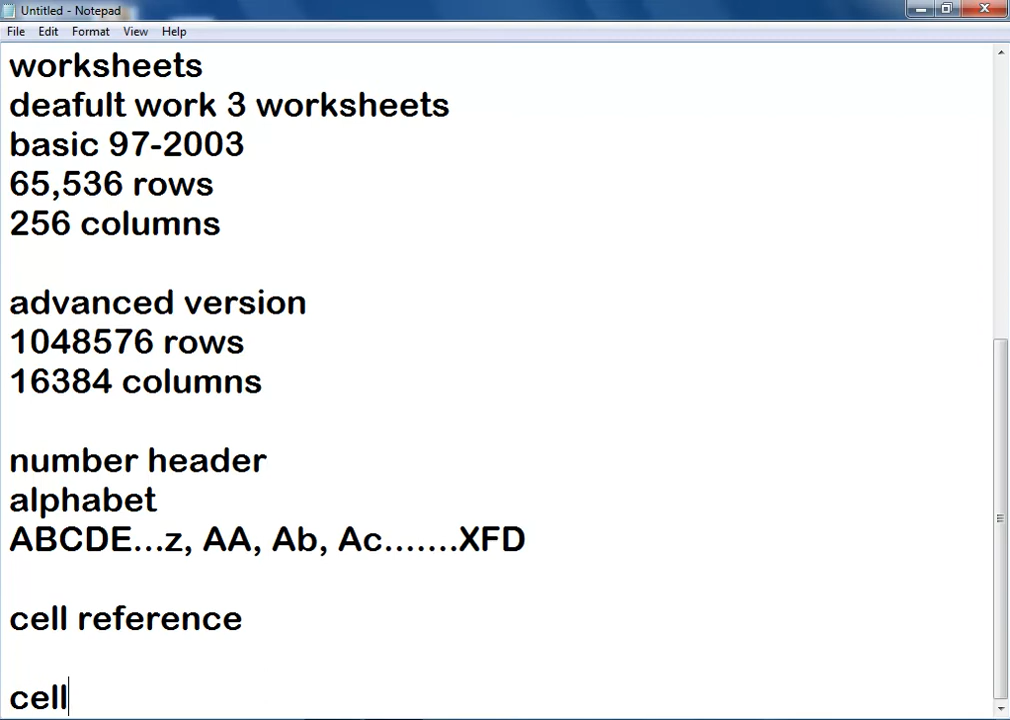 Untitled - Notepad
File Edit Format View Help
worksheets
deafult work 3 worksheets
basic 97-2003
65,536 rows
256 columns
advanced version
1048576 rows
16384 columns
number header
alphabet
ABCDE...z, AA, Ab, Ac.......XFD
cell reference
cell